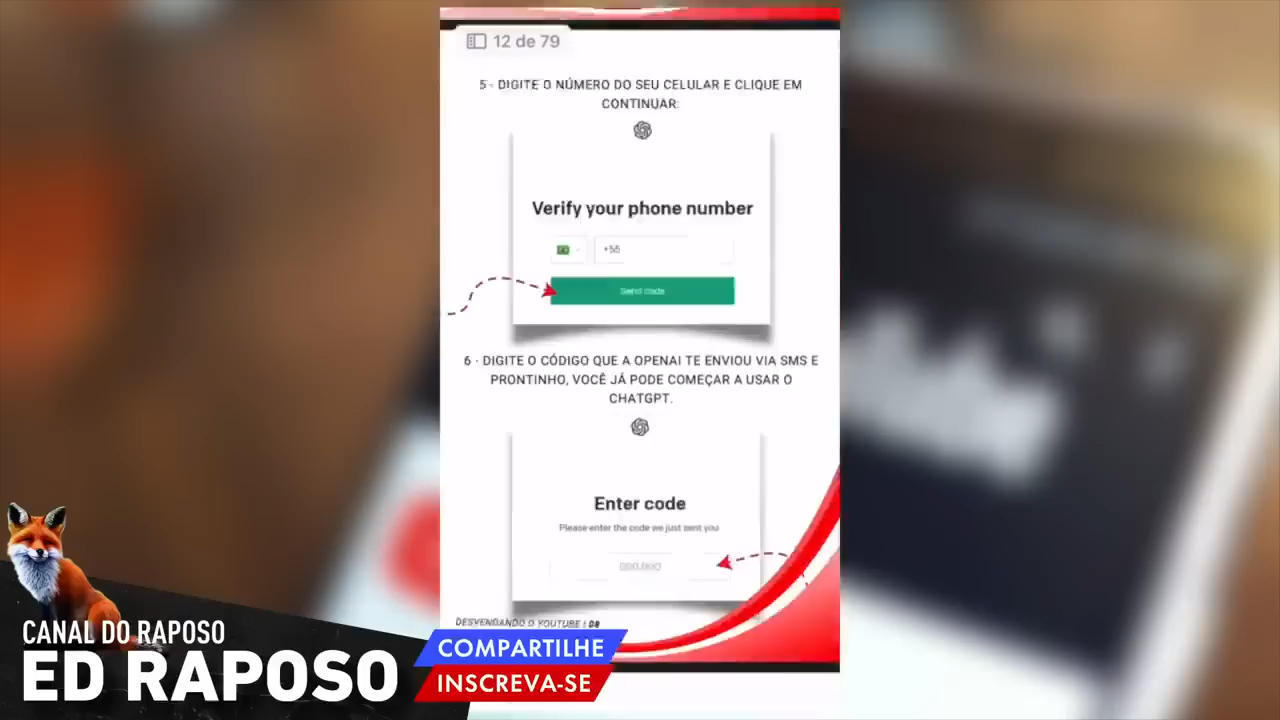 12 de 79
5 - DIGITE O NÚMERO DO SEU CELULAR E CLIQUE EM
CONTINUAR:
Verify your phone number
+55
Send code
6 - DIGITE O CÓDIGO QUE A OPENAI TE ENVIOU VIA SMS E
PRONTINHO, VOCÊ JÁ PODE COMEÇAR A USAR O
CHATGPT.
Enter code
Please enter the code we just sent you
DESVENDANDO O YOUTUBE | 08
CANAL DO RAPOSO
ED RAPOSO
COMPARTILHE
INSCREVA-SE